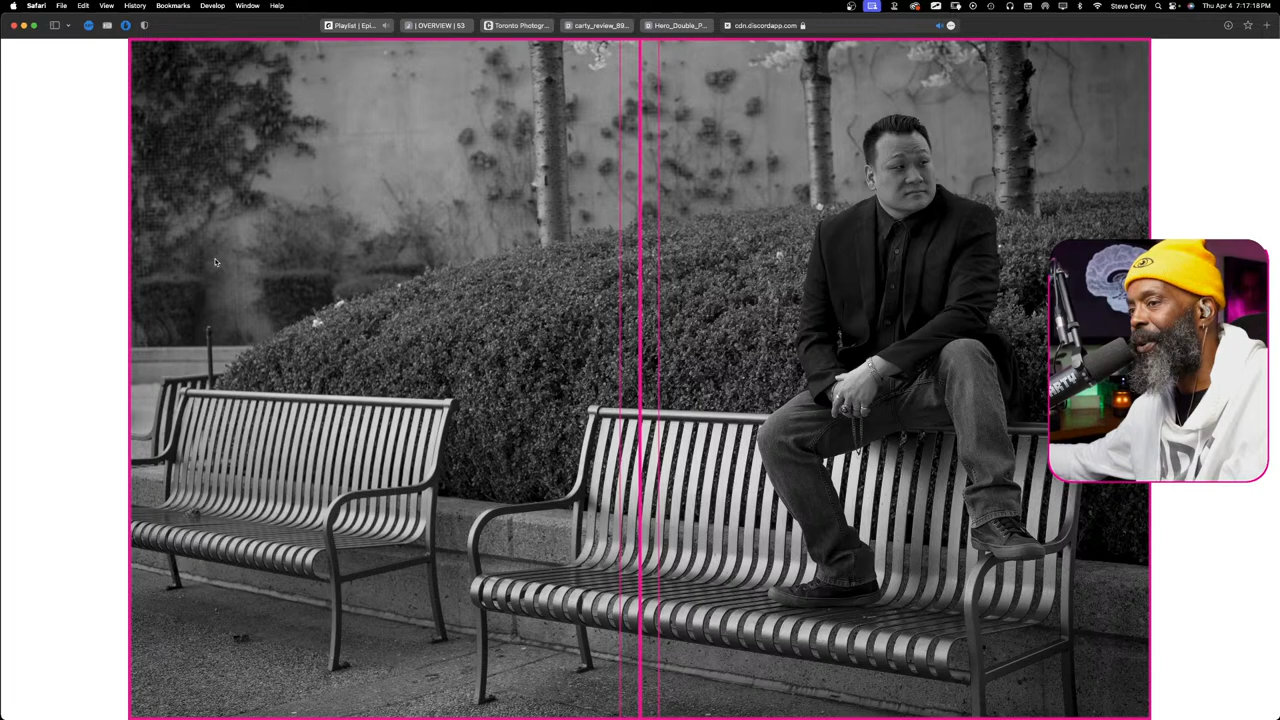 Safari File Edit View History Bookmarks Develop Window Help Steve Carty Thu Apr 4 7:17:18 PM
Playlist | Epi... | OVERVIEW | 53 Toronto Photogr... carty_review_89... Hero_Double_P... cdn.discordapp.com